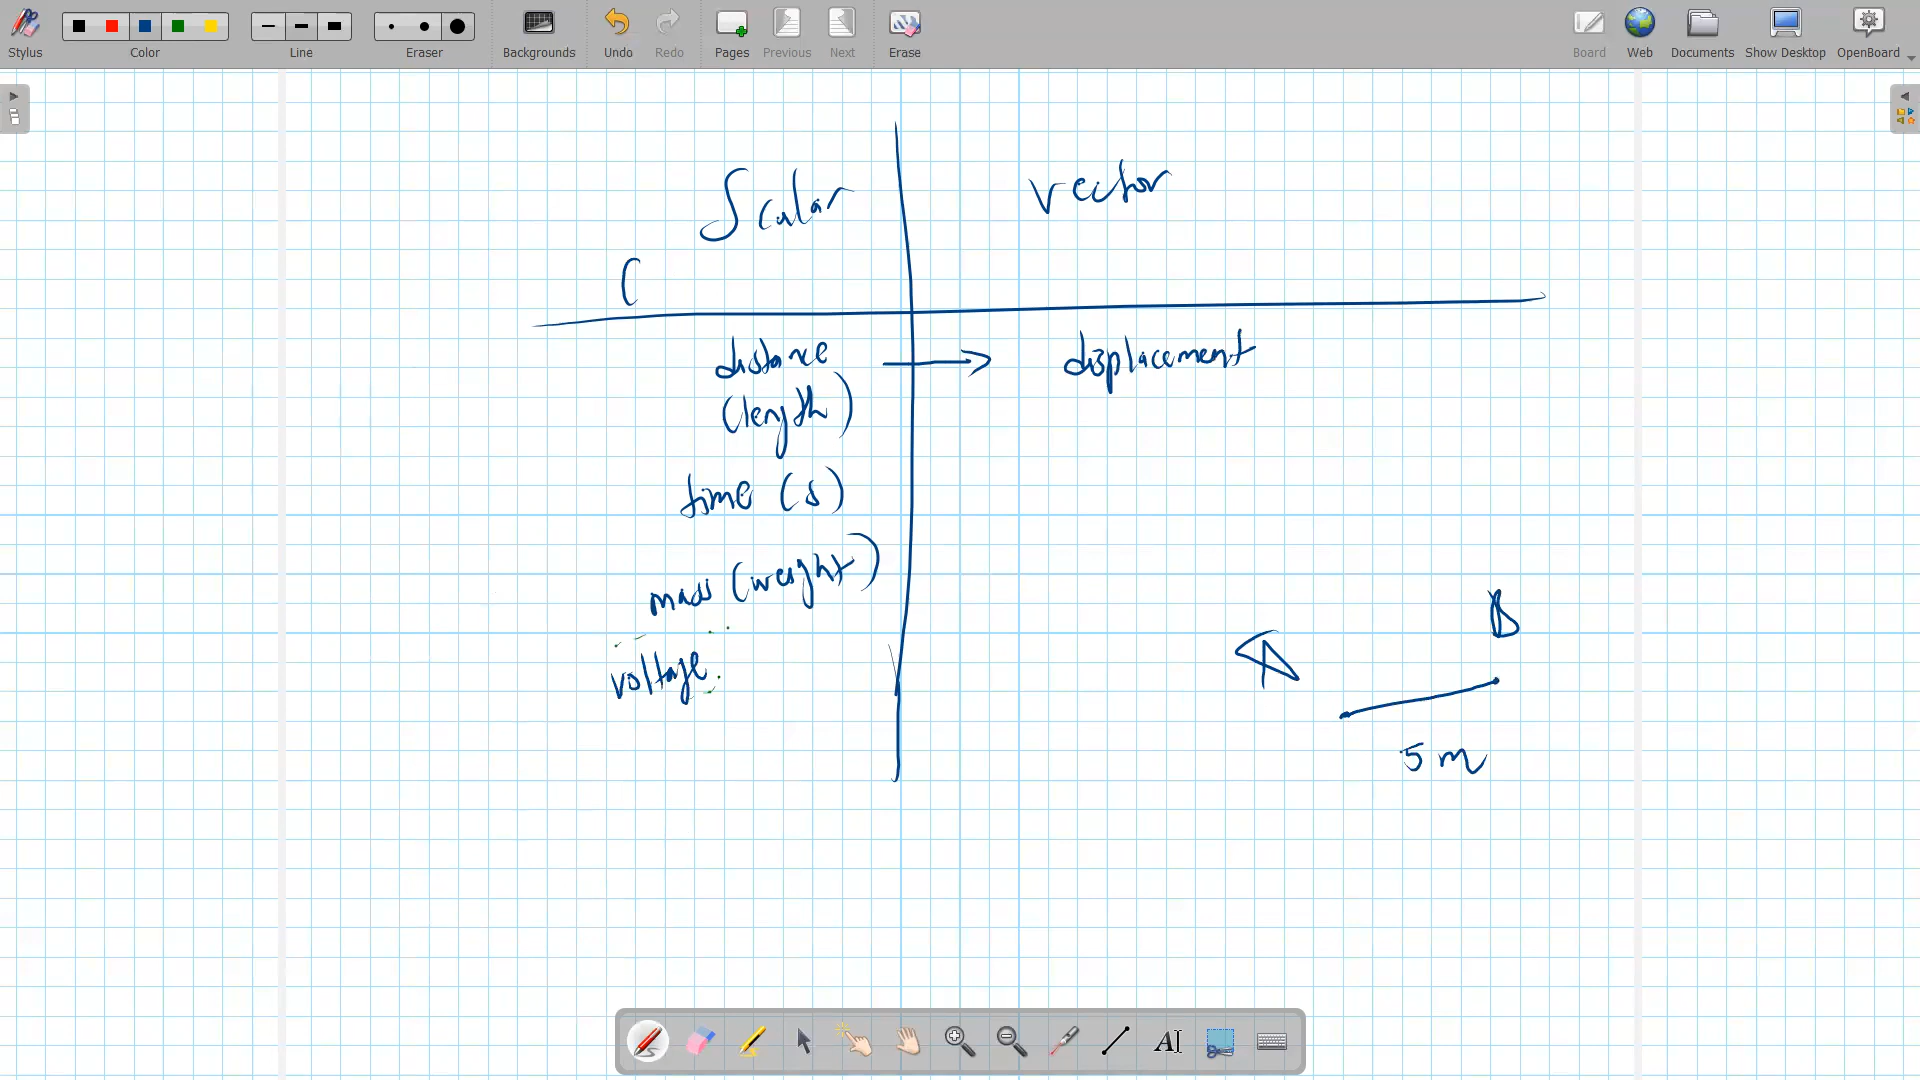 Stylus
Color
Line
Eraser
Backgrounds
Undo
Redo
Pages
Previous
Next
Erase
Board
Web
Documents
Show Desktop
OpenBoard
Scalar
vector
(
distance → displacement
(length)
time (s)
mass (weight)
voltage
A
B
5 m
AI